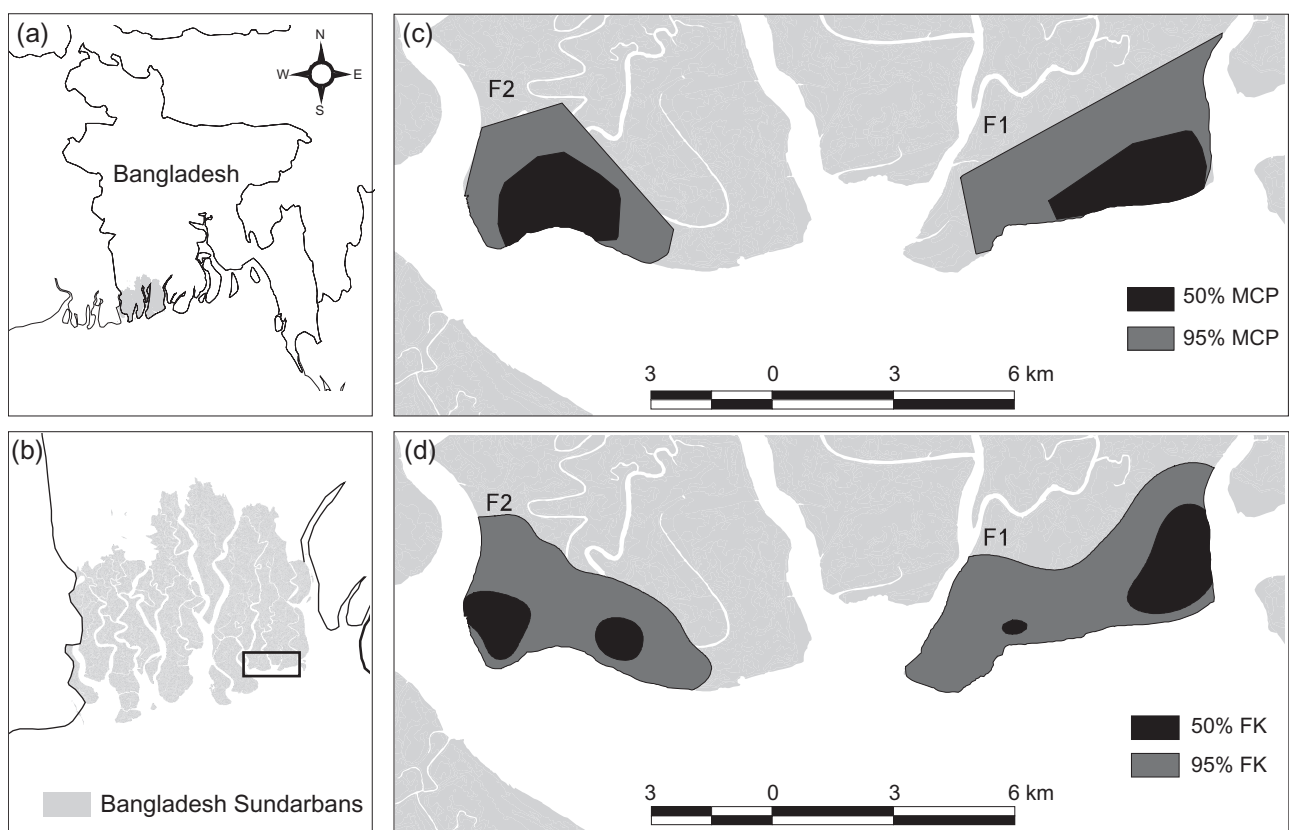 (a)
N
W
E
S
Bangladesh
(b)
Bangladesh Sundarbans
(c)
F2
F1
50% MCP
95% MCP
3 0 3 6 km
(d)
F2
F1
50% FK
95% FK
3 0 3 6 km